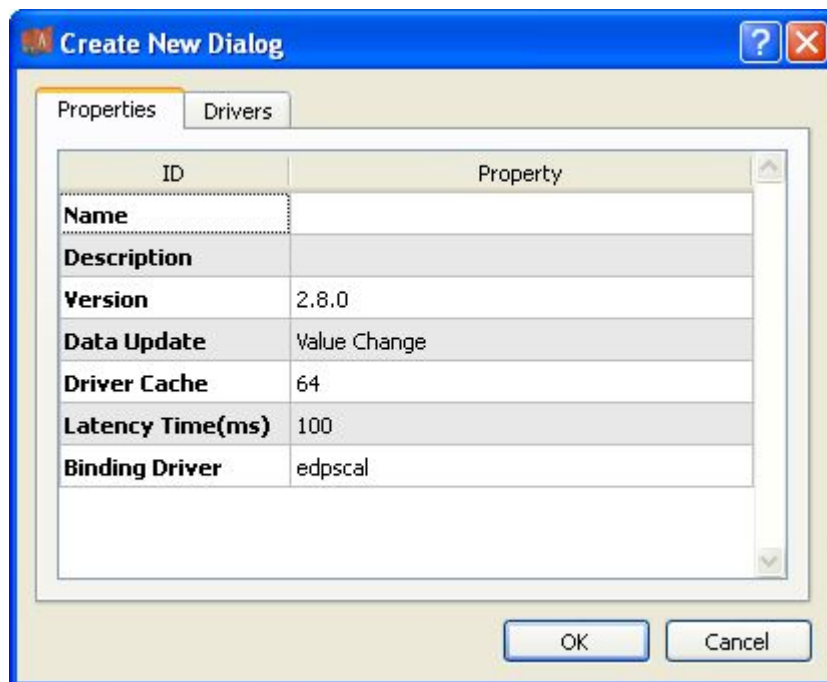 Create New Dialog
Properties Drivers
ID Property
Name
Description
Version 2.8.0
Data Update Value Change
Driver Cache 64
Latency Time(ms) 100
Binding Driver edpscal
OK Cancel